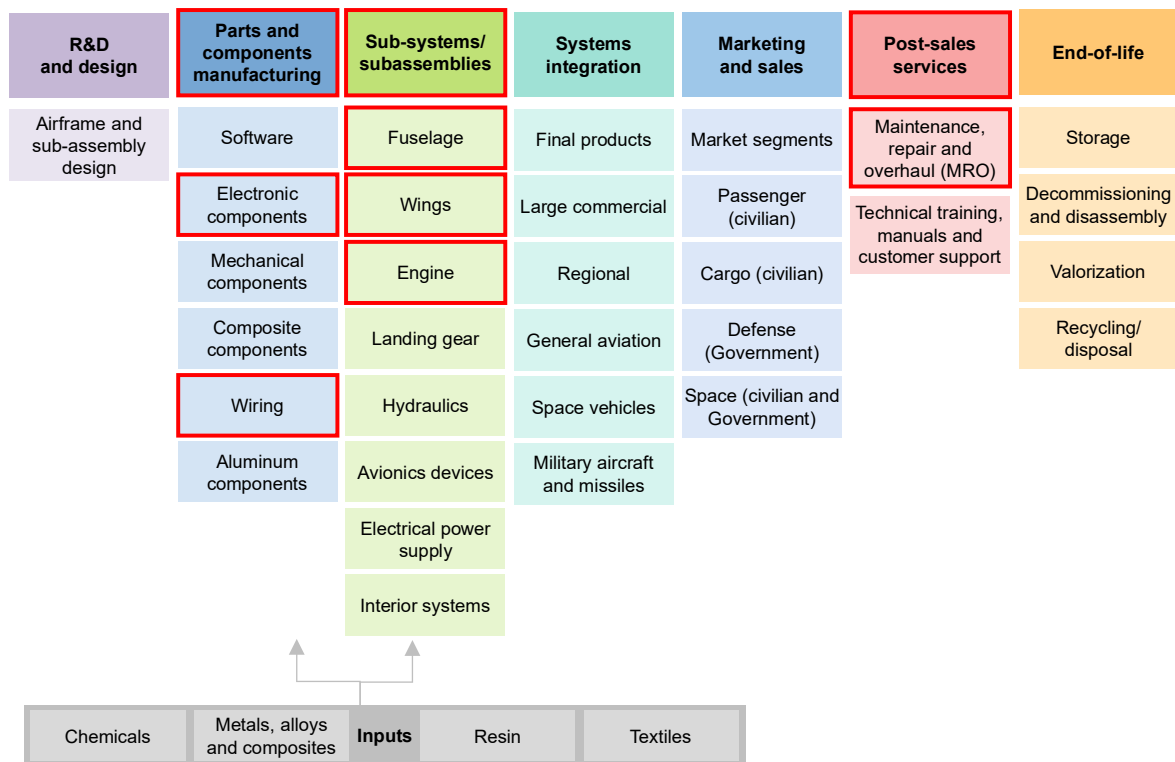 R&D
and design
Parts and
components
manufacturing
Sub-systems/
subassemblies
Systems
integration
Marketing
and sales
Post-sales
services
End-of-life
Airframe and
sub-assembly
design
Software
Electronic
components
Mechanical
components
Composite
components
Wiring
Aluminum
components
Fuselage
Wings
Engine
Landing gear
Hydraulics
Avionics devices
Electrical power
supply
Interior systems
Final products
Large commercial
Regional
General aviation
Space vehicles
Military aircraft
and missiles
Market segments
Passenger
(civilian)
Cargo (civilian)
Defense
(Government)
Space (civilian and
Government)
Maintenance,
repair and
overhaul (MRO)
Technical training,
manuals and
customer support
Storage
Decommissioning
and disassembly
Valorization
Recycling/
disposal
Chemicals
Metals, alloys
and composites
Inputs
Resin
Textiles